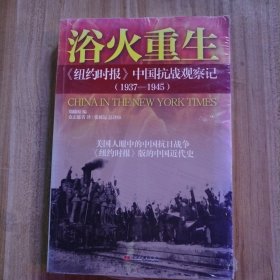 浴火重生
《纽约时报》中国抗战观察记
(1937—1945)
CHINA IN THE NEW YORK TIMES
美国人眼中的中国抗日战争
《纽约时报》版的中国近代史